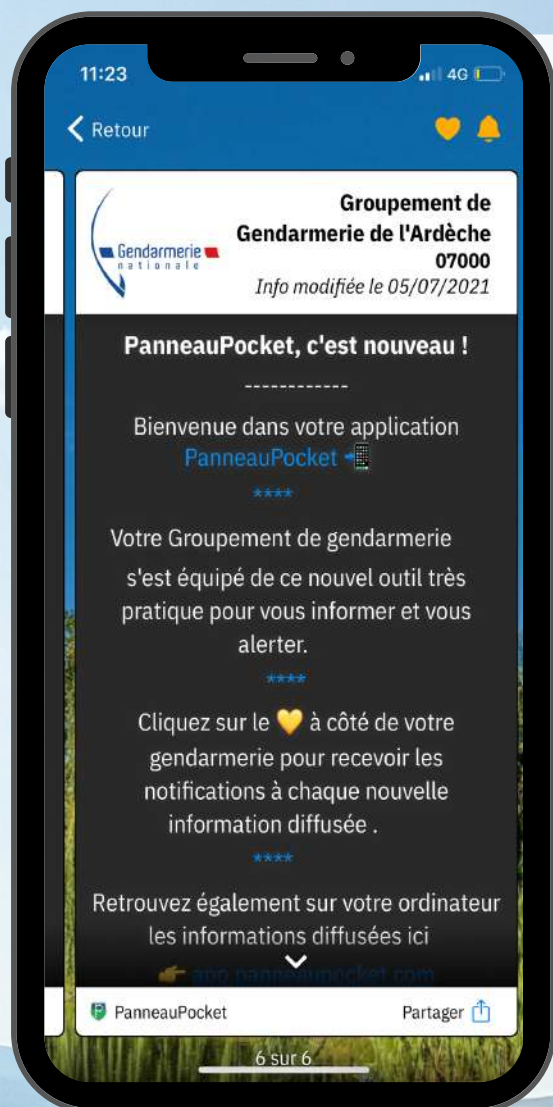 11:23
4G
Retour
Gendarmerie
nationale
Groupement de
Gendarmerie de l'Ardèche
07000
Info modifiée le 05/07/2021
PanneauPocket, c'est nouveau !
------------
Bienvenue dans votre application
PanneauPocket 📲
****
Votre Groupement de gendarmerie
s'est équipé de ce nouvel outil très
pratique pour vous informer et vous
alerter.
****
Cliquez sur le 💛 à côté de votre
gendarmerie pour recevoir les
notifications à chaque nouvelle
information diffusée .
****
Retrouvez également sur votre ordinateur
les informations diffusées ici
👉 app.panneaupocket.com
PanneauPocket
Partager
6 sur 6